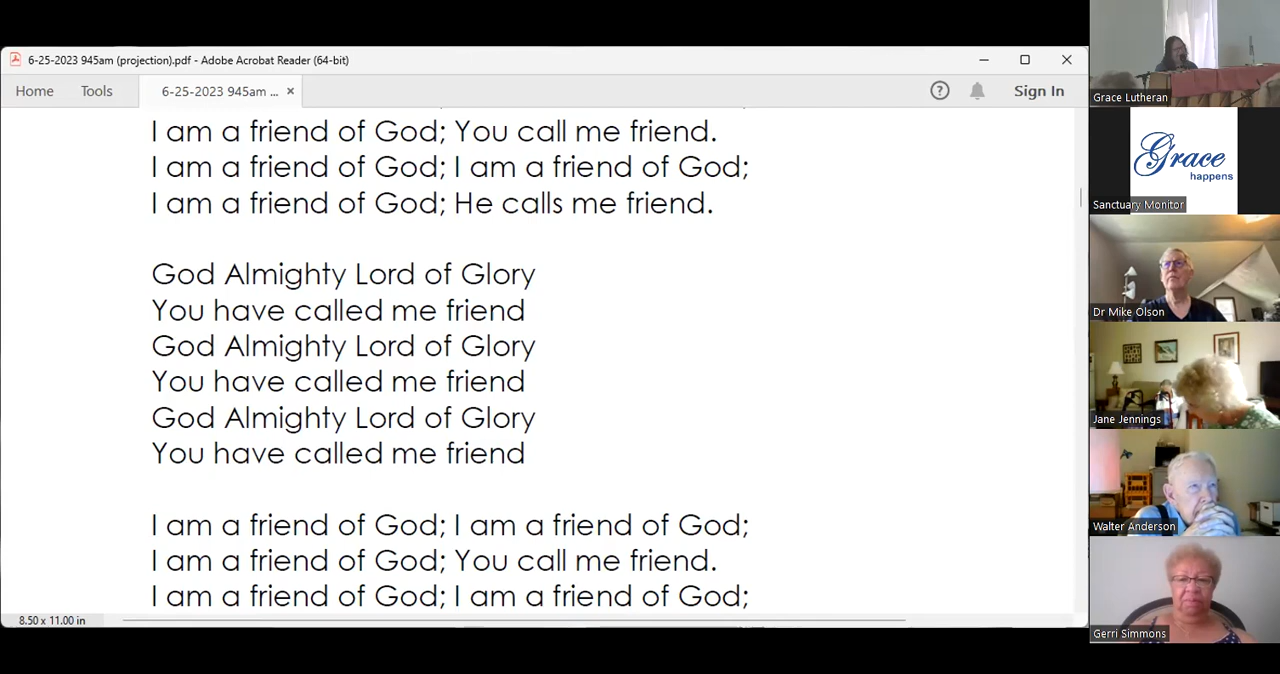 6-25-2023 945am (projection).pdf - Adobe Acrobat Reader (64-bit)
Home Tools 6-25-2023 945am ... × Sign In
I am a friend of God; You call me friend.
I am a friend of God; I am a friend of God;
I am a friend of God; He calls me friend.
God Almighty Lord of Glory
You have called me friend
God Almighty Lord of Glory
You have called me friend
God Almighty Lord of Glory
You have called me friend
I am a friend of God; I am a friend of God;
I am a friend of God; You call me friend.
I am a friend of God; I am a friend of God;
8.50 x 11.00 in
Grace Lutheran
Grace
happens
Sanctuary Monitor
Dr Mike Olson
Jane Jennings
Walter Anderson
Gerri Simmons